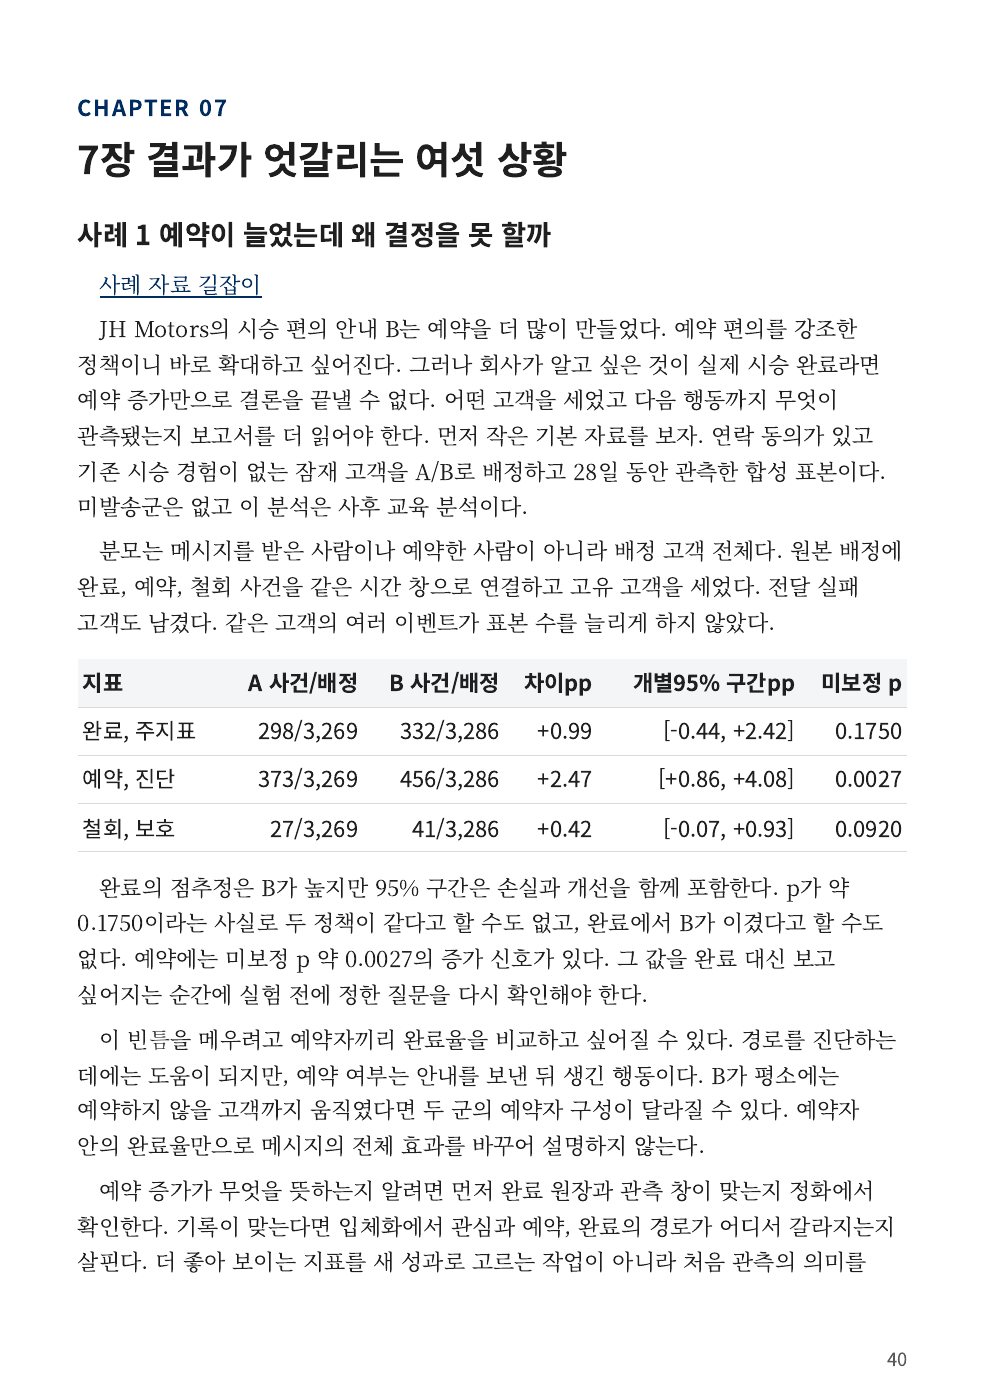 CHAPTER 07
7장 결과가 엇갈리는 여섯 상황
사례 1 예약이 늘었는데 왜 결정을 못 할까
사례 자료 길잡이
JH Motors의 시승 편의 안내 B는 예약을 더 많이 만들었다. 예약 편의를 강조한
정책이니 바로 확대하고 싶어진다. 그러나 회사가 알고 싶은 것이 실제 시승 완료라면
예약 증가만으로 결론을 끝낼 수 없다. 어떤 고객을 세었고 다음 행동까지 무엇이
관측됐는지 보고서를 더 읽어야 한다. 먼저 작은 기본 자료를 보자. 연락 동의가 있고
기존 시승 경험이 없는 잠재 고객을 A/B로 배정하고 28일 동안 관측한 합성 표본이다.
미발송군은 없고 이 분석은 사후 교육 분석이다.
분모는 메시지를 받은 사람이나 예약한 사람이 아니라 배정 고객 전체다. 원본 배정에
완료, 예약, 철회 사건을 같은 시간 창으로 연결하고 고유 고객을 세었다. 전달 실패
고객도 남겼다. 같은 고객의 여러 이벤트가 표본 수를 늘리게 하지 않았다.
지표 A 사건/배정 B 사건/배정 차이pp 개별95% 구간pp 미보정 p
완료, 주지표 298/3,269 332/3,286 +0.99 [-0.44, +2.42] 0.1750
예약, 진단 373/3,269 456/3,286 +2.47 [+0.86, +4.08] 0.0027
철회, 보호 27/3,269 41/3,286 +0.42 [-0.07, +0.93] 0.0920
완료의 점추정은 B가 높지만 95% 구간은 손실과 개선을 함께 포함한다. p가 약
0.1750이라는 사실로 두 정책이 같다고 할 수도 없고, 완료에서 B가 이겼다고 할 수도
없다. 예약에는 미보정 p 약 0.0027의 증가 신호가 있다. 그 값을 완료 대신 보고
싶어지는 순간에 실험 전에 정한 질문을 다시 확인해야 한다.
이 빈틈을 메우려고 예약자끼리 완료율을 비교하고 싶어질 수 있다. 경로를 진단하는
데에는 도움이 되지만, 예약 여부는 안내를 보낸 뒤 생긴 행동이다. B가 평소에는
예약하지 않을 고객까지 움직였다면 두 군의 예약자 구성이 달라질 수 있다. 예약자
안의 완료율만으로 메시지의 전체 효과를 바꾸어 설명하지 않는다.
예약 증가가 무엇을 뜻하는지 알려면 먼저 완료 원장과 관측 창이 맞는지 정화에서
확인한다. 기록이 맞는다면 입체화에서 관심과 예약, 완료의 경로가 어디서 갈라지는지
살핀다. 더 좋아 보이는 지표를 새 성과로 고르는 작업이 아니라 처음 관측의 의미를
40